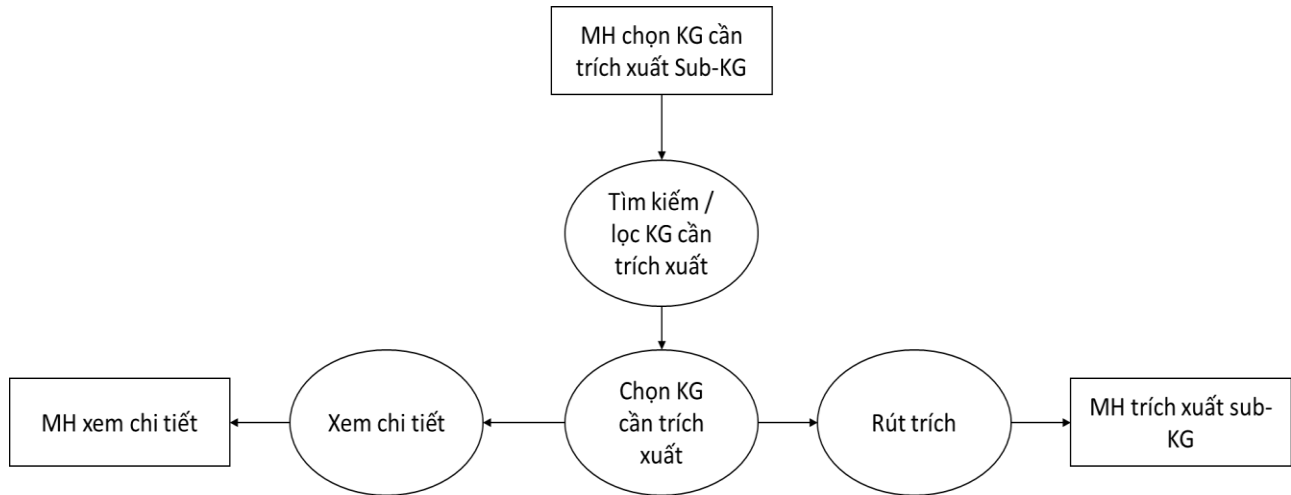 MH chọn KG cần
trích xuất Sub-KG
Tìm kiếm /
lọc KG cần
trích xuất
MH xem chi tiết
Xem chi tiết
Chọn KG
cần trích
xuất
Rút trích
MH trích xuất sub-
KG